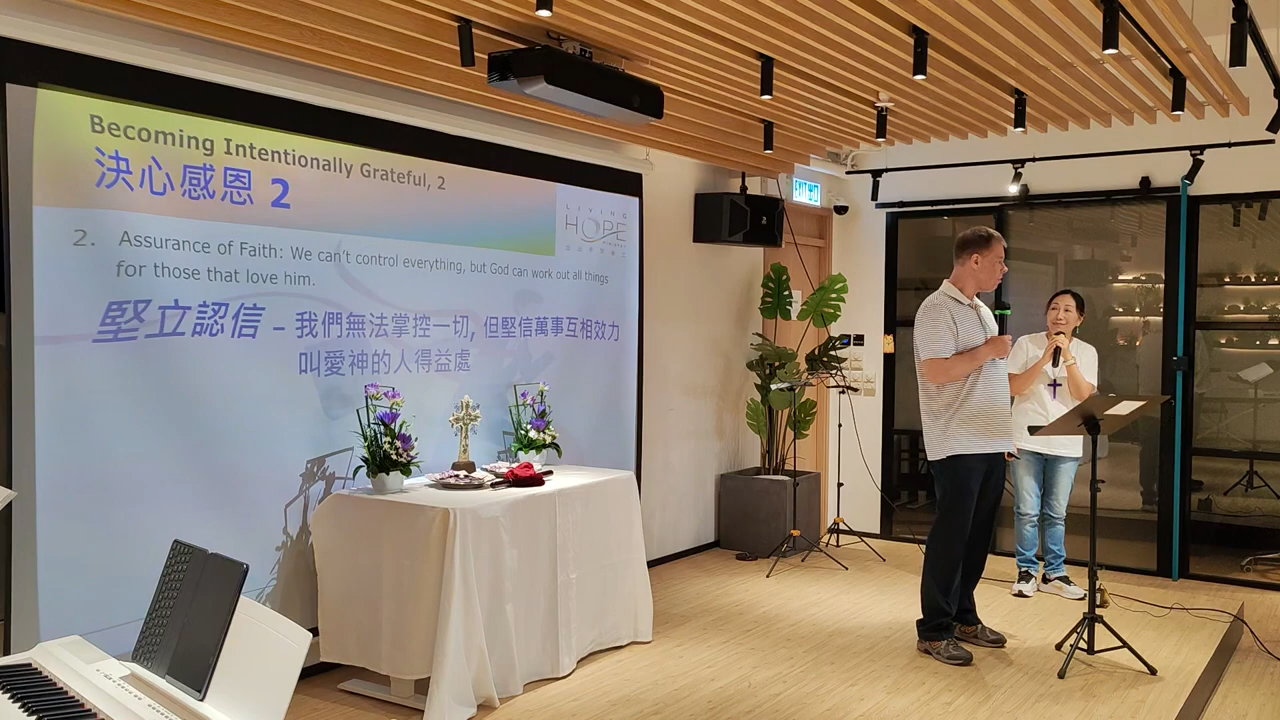 Becoming Intentionally Grateful, 2
決心感恩 2
LIVING
HOPE
MINISTRY
2. Assurance of Faith: We can't control everything, but God can work out all things
for those that love him.
堅立認信 – 我們無法掌控一切, 但堅信萬事互相效力
叫愛神的人得益處
EXIT 出口